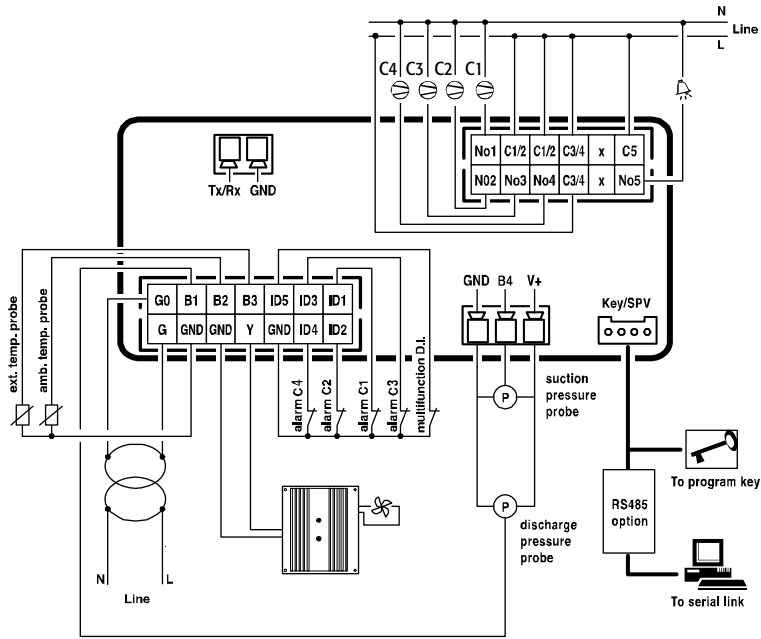 N
Line
L
C4 C3 C2 C1
No1 C1/2 C1/2 C3/4 x C5
N02 No3 No4 C3/4 x No5
Tx/Rx GND
G0 B1 B2 B3 ID5 ID3 ID1
G GND GND Y GND ID4 ID2
GND B4 V+
Key/SPV
ext. temp. probe
amb. temp. probe
alarm C4
alarm C2
alarm C1
alarm C3
multifunction D.I.
P
suction
pressure
probe
P
discharge
pressure
probe
To program key
RS485
option
To serial link
N L
Line